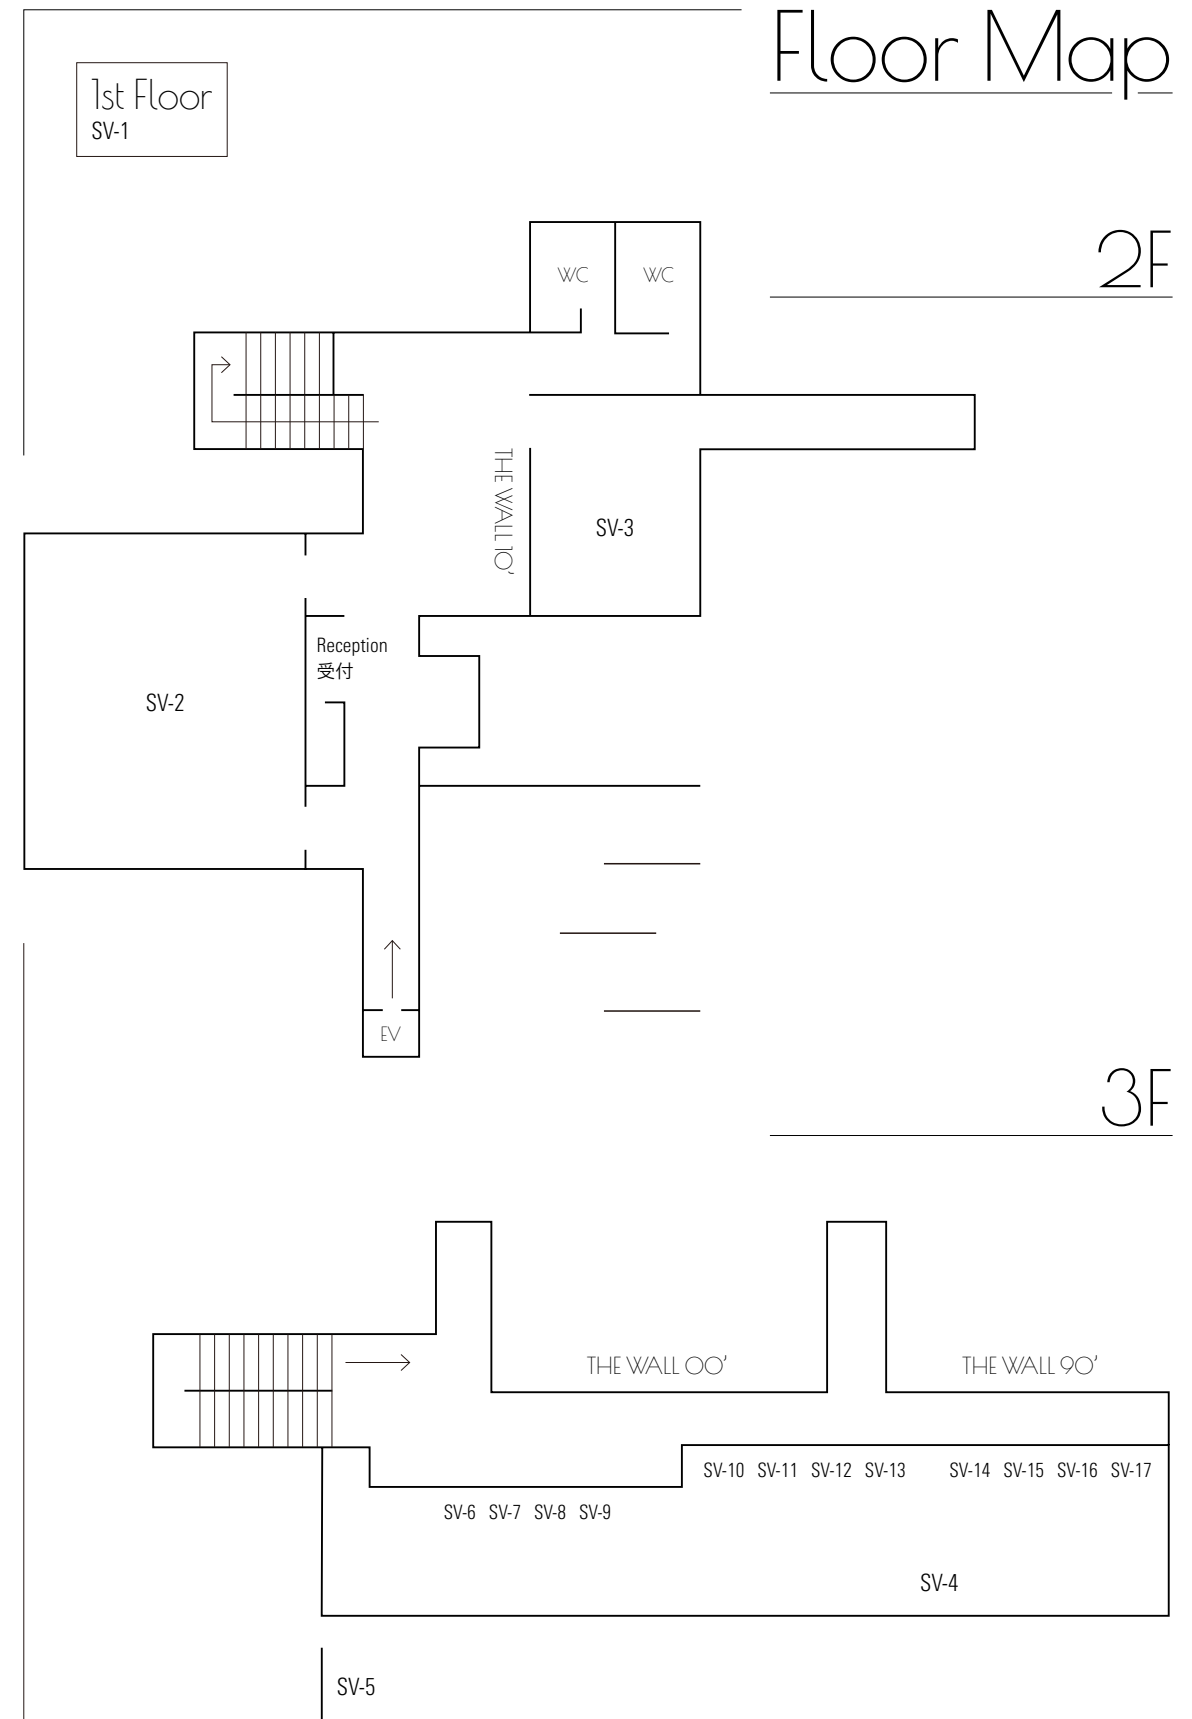 Floor Map
1st Floor
SV-1
2F
WC
WC
THE WALL 10'
SV-3
Reception
受付
SV-2
EV
3F
THE WALL 00'
THE WALL 90'
SV-10 SV-11 SV-12 SV-13 SV-14 SV-15 SV-16 SV-17
SV-6 SV-7 SV-8 SV-9
SV-4
SV-5